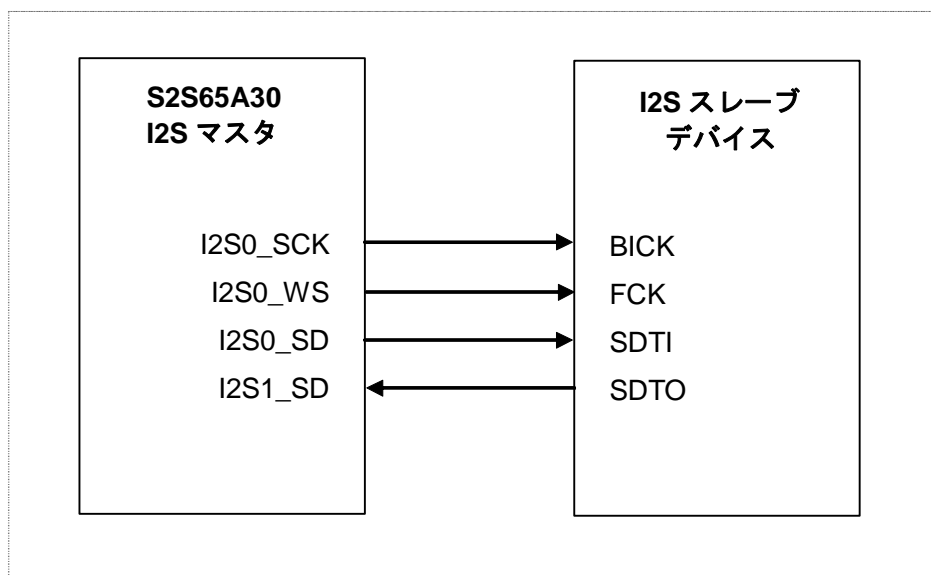 S2S65A30
I2S マスタ
I2S スレーブ
デバイス
I2S0_SCK
BICK
I2S0_WS
FCK
I2S0_SD
SDTI
I2S1_SD
SDTO